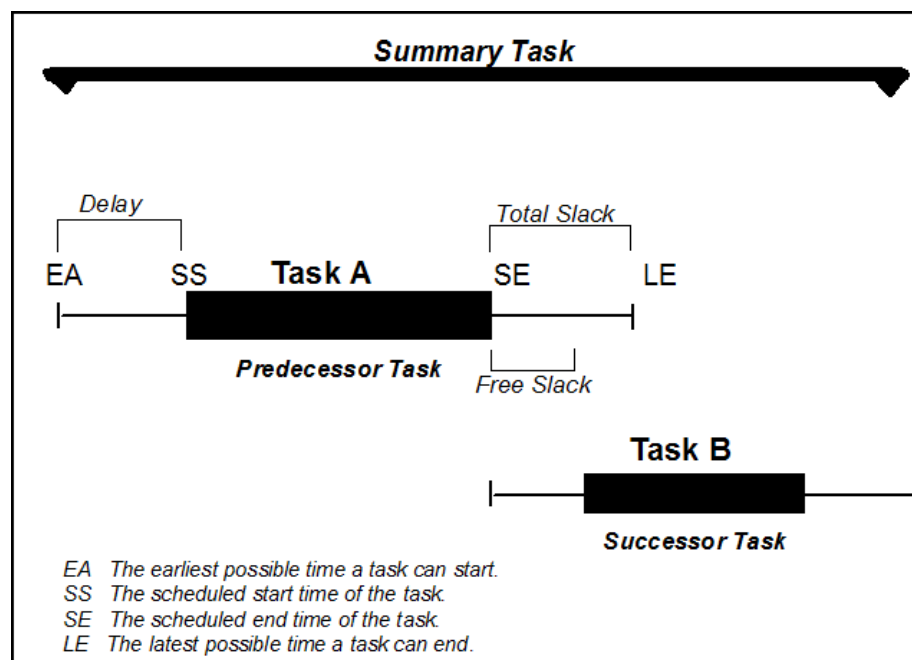 Summary Task
Delay
Total Slack
EA SS Task A SE LE
Predecessor Task
Free Slack
Task B
Successor Task
EA The earliest possible time a task can start.
SS The scheduled start time of the task.
SE The scheduled end time of the task.
LE The latest possible time a task can end.